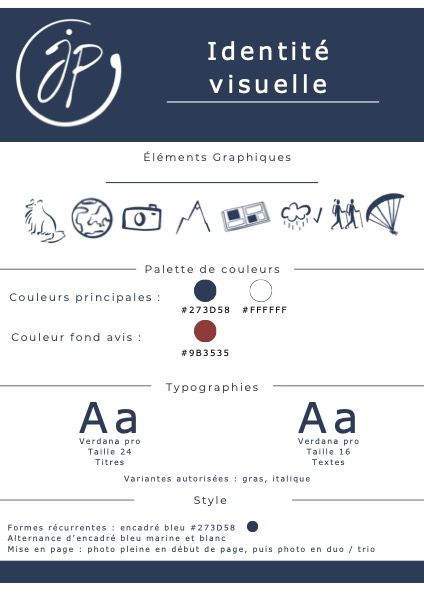 jp
Identité
visuelle
Éléments Graphiques
Palette de couleurs
Couleurs principales :
#273D58 #FFFFFF
Couleur fond avis :
#9B3535
Typographies
Aa Aa
Verdana pro Verdana pro
Taille 24 Taille 16
Titres Textes
Variantes autorisées : gras, italique
Style
Formes récurrentes : encadré bleu #273D58
Alternance d'encadré bleu marine et blanc
Mise en page : photo pleine en début de page, puis photo en duo / trio